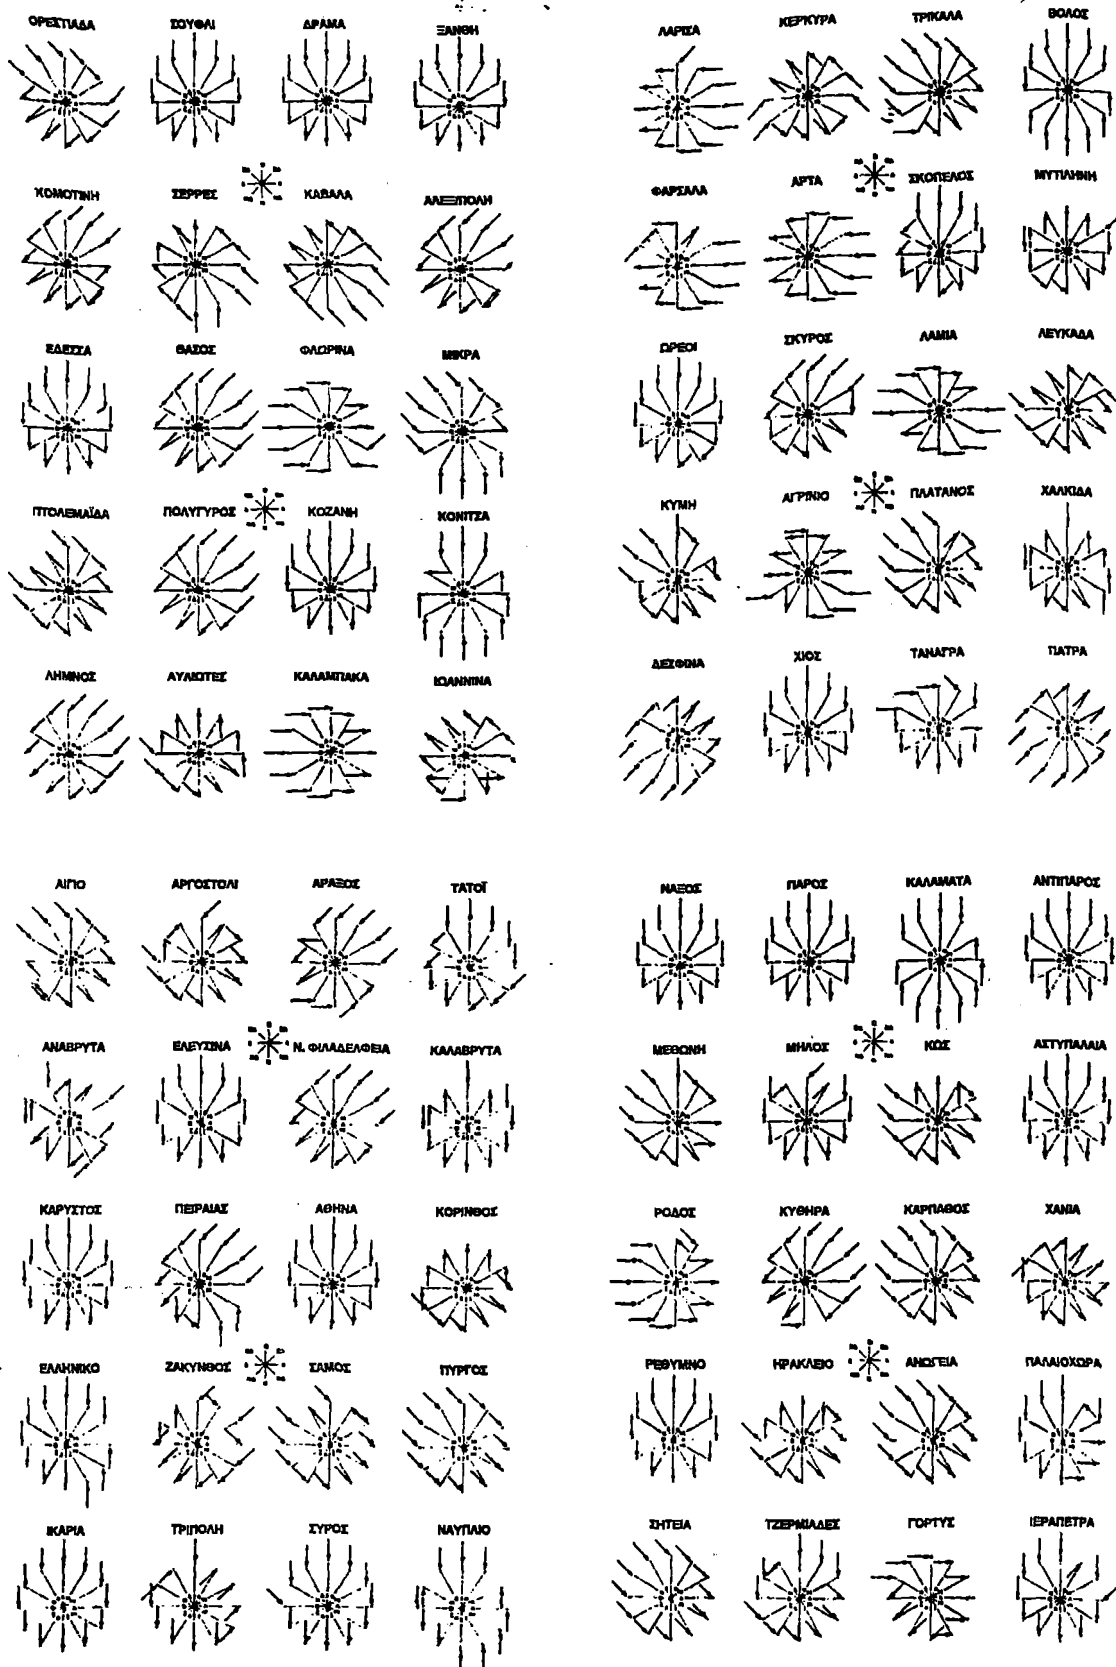 ΟΡΕΣΤΙΑΔΑ ΣΟΥΦΛΙ ΔΡΑΜΑ ΞΑΝΘΗ
ΚΟΜΟΤΙΝΗ ΣΕΡΡΕΣ ΚΑΒΑΛΑ ΑΛΕΞ/ΠΟΛΗ
ΕΔΕΣΣΑ ΘΑΣΟΣ ΦΛΩΡΙΝΑ ΜΙΚΡΑ
ΠΤΟΛΕΜΑΪΔΑ ΠΟΛΥΓΥΡΟΣ ΚΟΖΑΝΗ ΚΟΝΙΤΣΑ
ΛΗΜΝΟΣ ΑΥΛΙΩΤΕΣ ΚΑΛΑΜΠΑΚΑ ΙΩΑΝΝΙΝΑ
ΛΑΡΙΣΑ ΚΕΡΚΥΡΑ ΤΡΙΚΑΛΑ ΒΟΛΟΣ
ΦΑΡΣΑΛΑ ΑΡΤΑ ΣΚΟΠΕΛΟΣ ΜΥΤΙΛΗΝΗ
ΩΡΕΟΙ ΣΚΥΡΟΣ ΛΑΜΙΑ ΛΕΥΚΑΔΑ
ΚΥΜΗ ΑΓΡΙΝΙΟ ΠΛΑΤΑΝΟΣ ΧΑΛΚΙΔΑ
ΔΕΣΦΙΝΑ ΧΙΟΣ ΤΑΝΑΓΡΑ ΠΑΤΡΑ
ΑΙΓΙΟ ΑΡΓΟΣΤΟΛΙ ΑΡΑΞΟΣ ΤΑΤΟΪ
ΑΝΑΒΡΥΤΑ ΕΛΕΥΣΙΝΑ Ν. ΦΙΛΑΔΕΛΦΕΙΑ ΚΑΛΑΒΡΥΤΑ
ΚΑΡΥΣΤΟΣ ΠΕΙΡΑΙΑΣ ΑΘΗΝΑ ΚΟΡΙΝΘΟΣ
ΕΛΛΗΝΙΚΟ ΖΑΚΥΝΘΟΣ ΣΑΜΟΣ ΠΥΡΓΟΣ
ΙΚΑΡΙΑ ΤΡΙΠΟΛΗ ΣΥΡΟΣ ΝΑΥΠΛΙΟ
ΝΑΞΟΣ ΠΑΡΟΣ ΚΑΛΑΜΑΤΑ ΑΝΤΙΠΑΡΟΣ
ΜΕΘΩΝΗ ΜΗΛΟΣ ΚΩΣ ΑΣΤΥΠΑΛΑΙΑ
ΡΟΔΟΣ ΚΥΘΗΡΑ ΚΑΡΠΑΘΟΣ ΧΑΝΙΑ
ΡΕΘΥΜΝΟ ΗΡΑΚΛΕΙΟ ΑΝΩΓΕΙΑ ΠΑΛΑΙΟΧΩΡΑ
ΣΗΤΕΙΑ ΤΖΕΡΜΙΑΔΕΣ ΓΟΡΤΥΣ ΙΕΡΑΠΕΤΡΑ